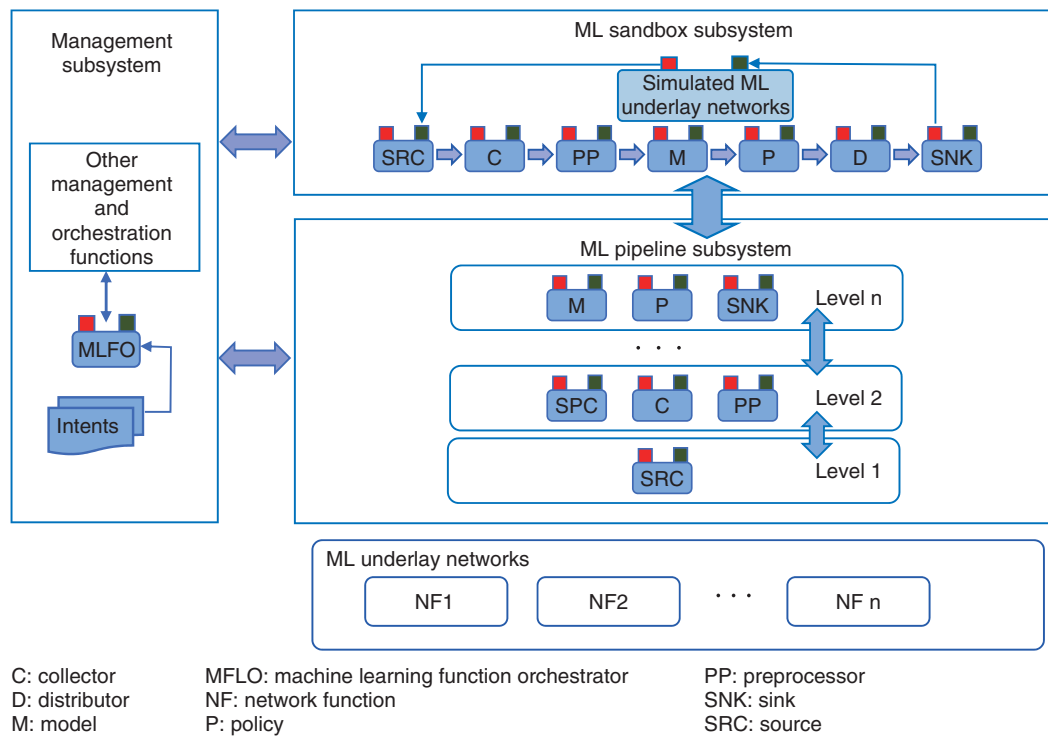 Management
subsystem
Other
management
and
orchestration
functions
MLFO
Intents
ML sandbox subsystem
Simulated ML
underlay networks
SRC
C
PP
M
P
D
SNK
ML pipeline subsystem
M
P
SNK
Level n
. . .
SPC
C
PP
Level 2
SRC
Level 1
ML underlay networks
NF1
NF2
. . .
NF n
C: collector
D: distributor
M: model
MFLO: machine learning function orchestrator
NF: network function
P: policy
PP: preprocessor
SNK: sink
SRC: source